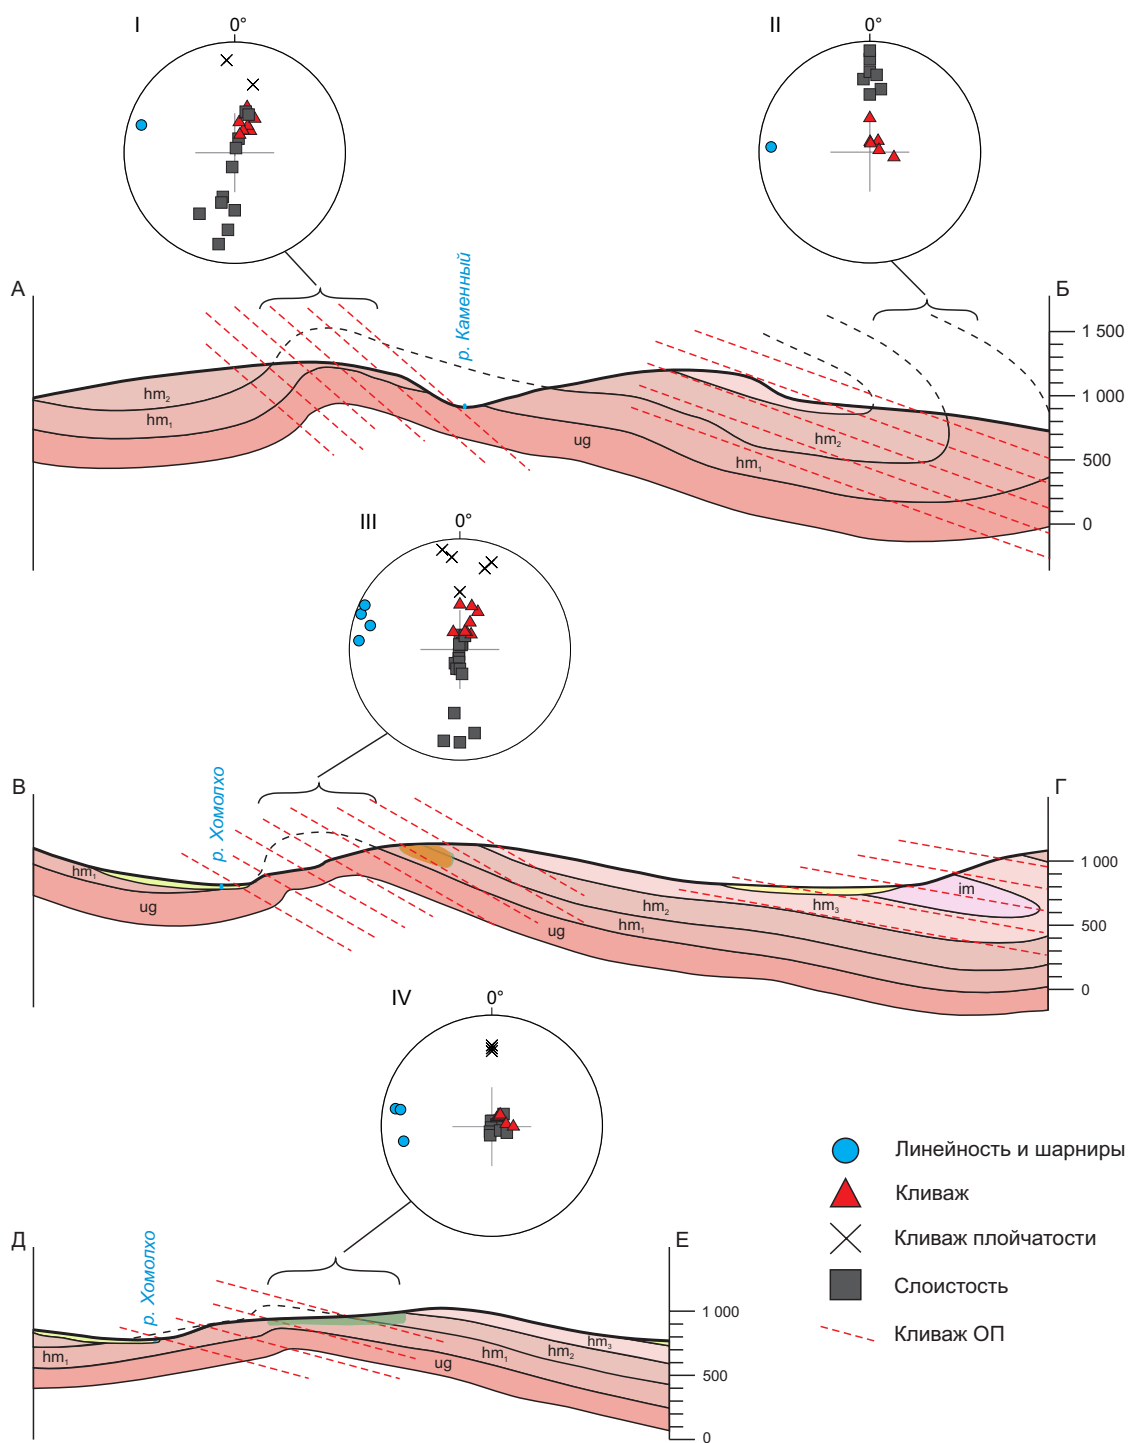 I
0°
II
0°
А
р. Каменный
Б
1 500
1 000
500
0
hm₂
hm₁
ug
hm₁
hm₂
III
0°
В
р. Хомолхо
Г
1 000
500
0
hm₁
ug
hm₂
hm₁
ug
hm₃
im
IV
0°
Д
р. Хомолхо
Е
1 000
500
0
hm₁
ug
hm₁
hm₂
hm₃
Линейность и шарниры
Кливаж
Кливаж плойчатости
Слоистость
Кливаж ОП